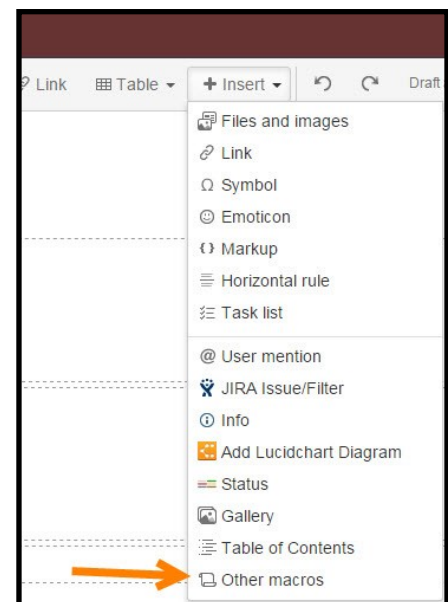 Link Table + Insert Draft
Files and images
Link
Ω Symbol
Emoticon
{} Markup
Horizontal rule
Task list
@ User mention
JIRA Issue/Filter
Info
Add Lucidchart Diagram
Status
Gallery
Table of Contents
Other macros